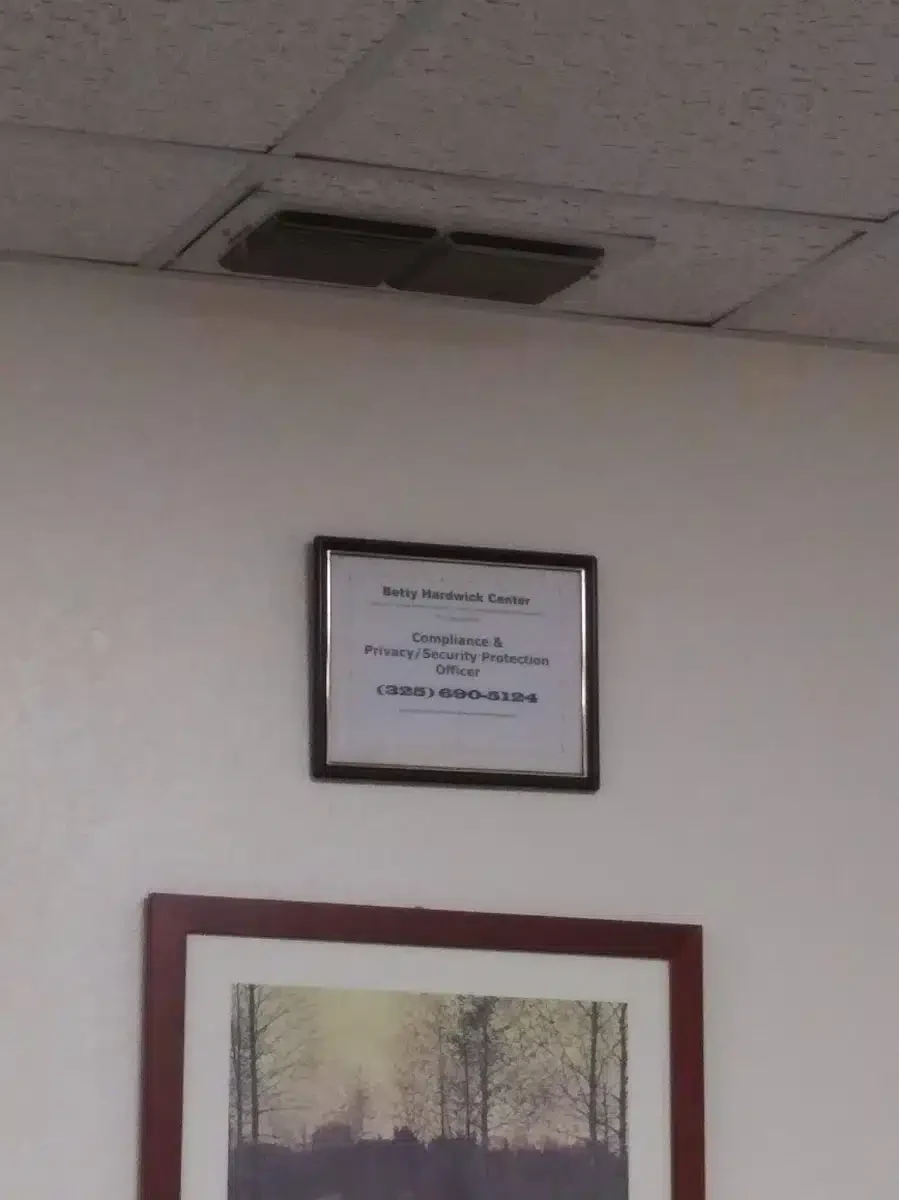 Betty Hardwick Center
Compliance &
Privacy/Security Protection
Officer
(325) 690-5124